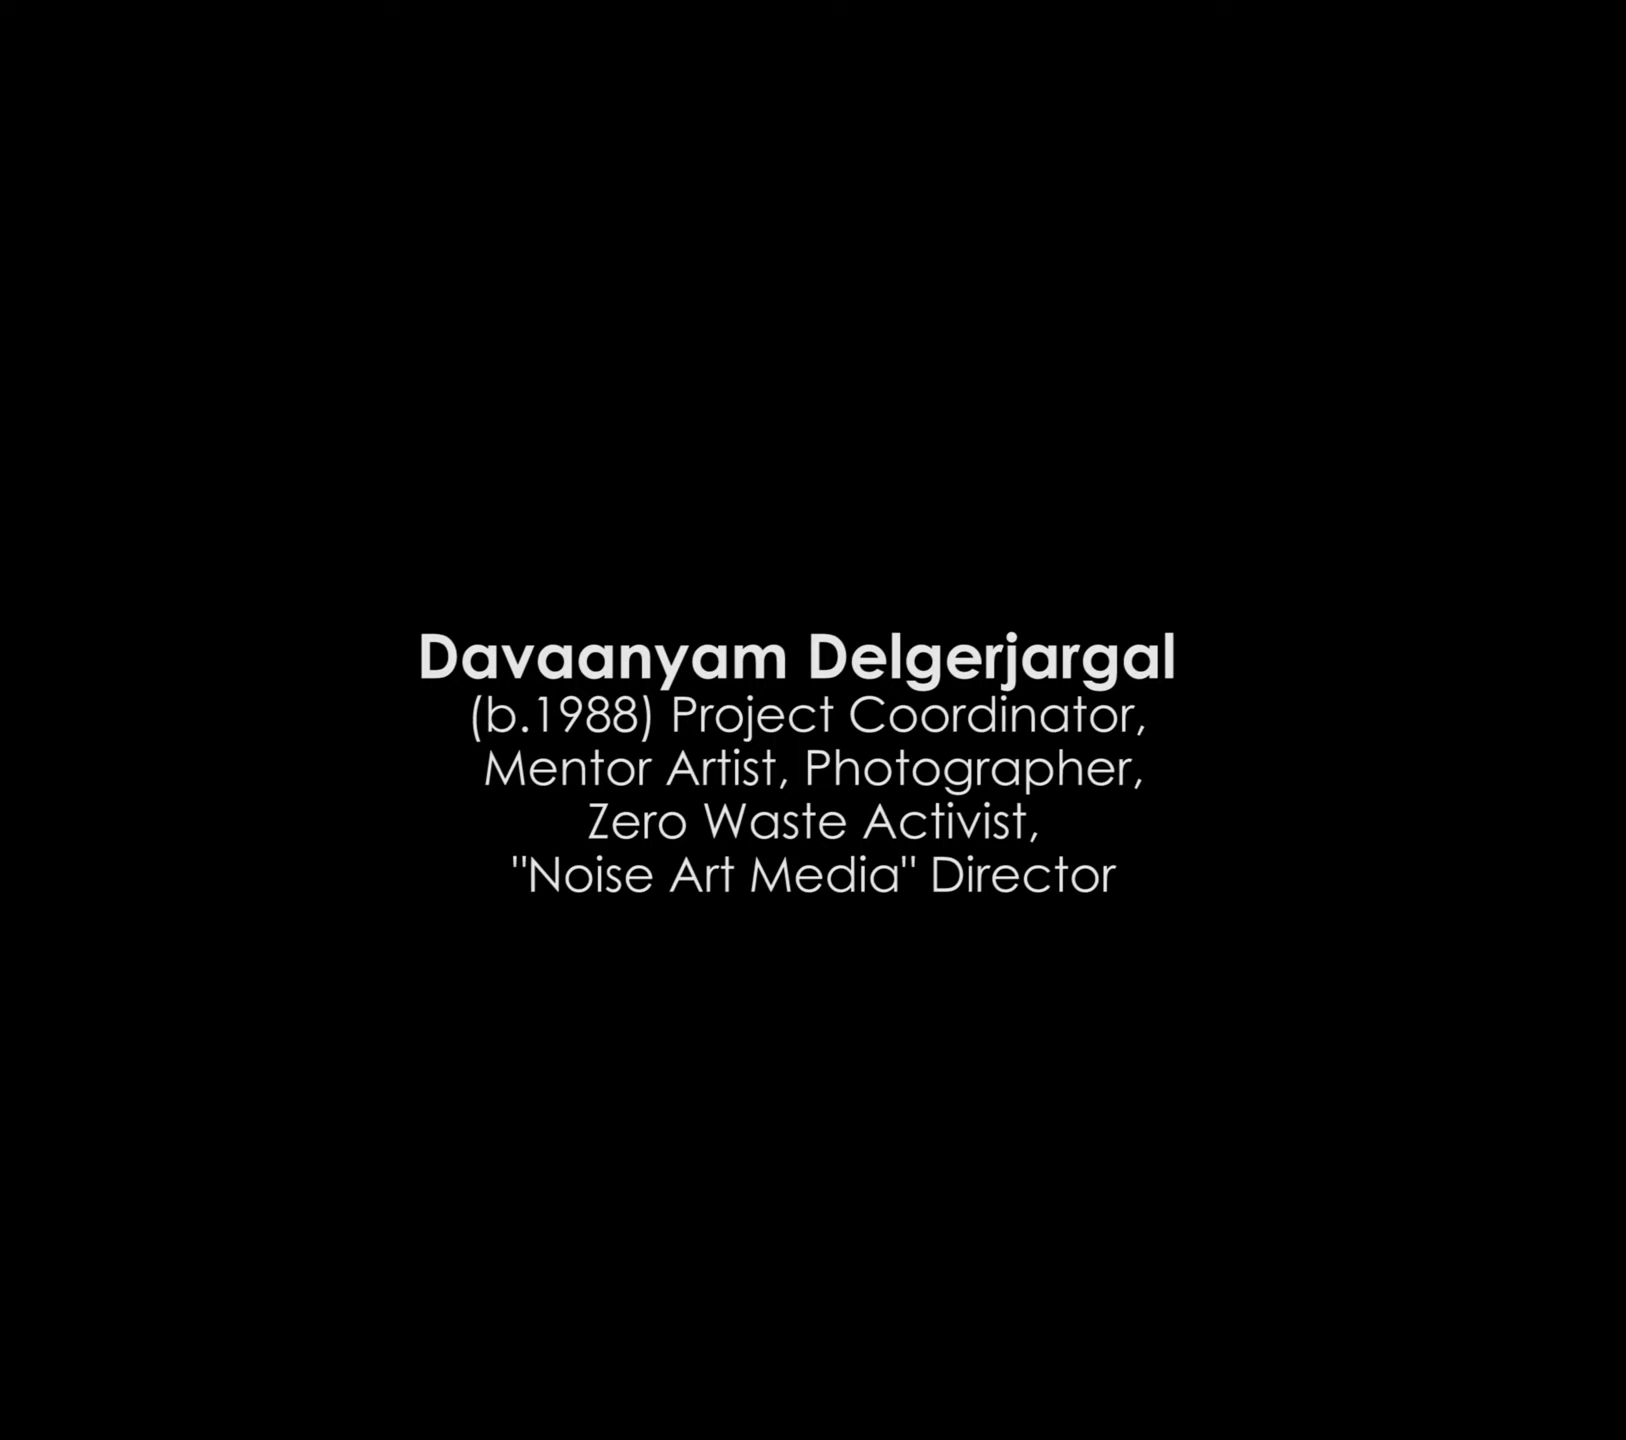 Davaanyam Delgerjargal
(b.1988) Project Coordinator,
Mentor Artist, Photographer,
Zero Waste Activist,
"Noise Art Media" Director